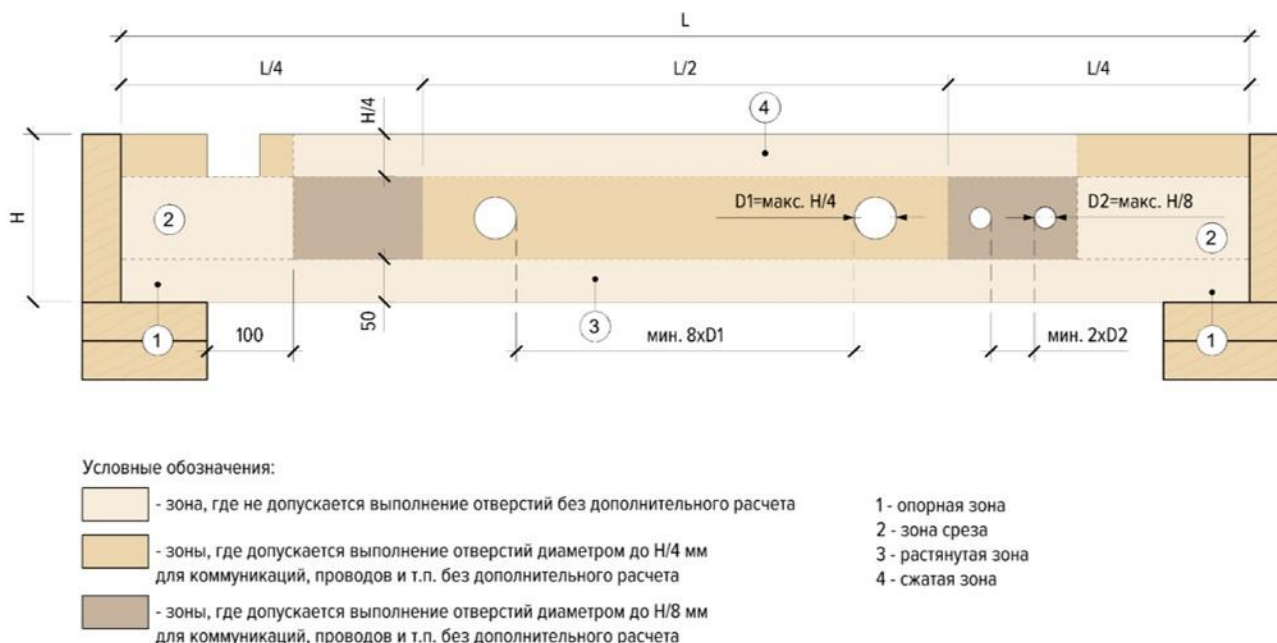 L
L/4
L/2
L/4
H/4
4
H
2
D1=макс. H/4
D2=макс. H/8
2
1
100
50
3
мин. 8xD1
мин. 2xD2
1
Условные обозначения:
- зона, где не допускается выполнение отверстий без дополнительного расчета
- зоны, где допускается выполнение отверстий диаметром до H/4 мм
для коммуникаций, проводов и т.п. без дополнительного расчета
- зоны, где допускается выполнение отверстий диаметром до H/8 мм
для коммуникаций, проводов и т.п. без дополнительного расчета
1 - опорная зона
2 - зона среза
3 - растянутая зона
4 - сжатая зона